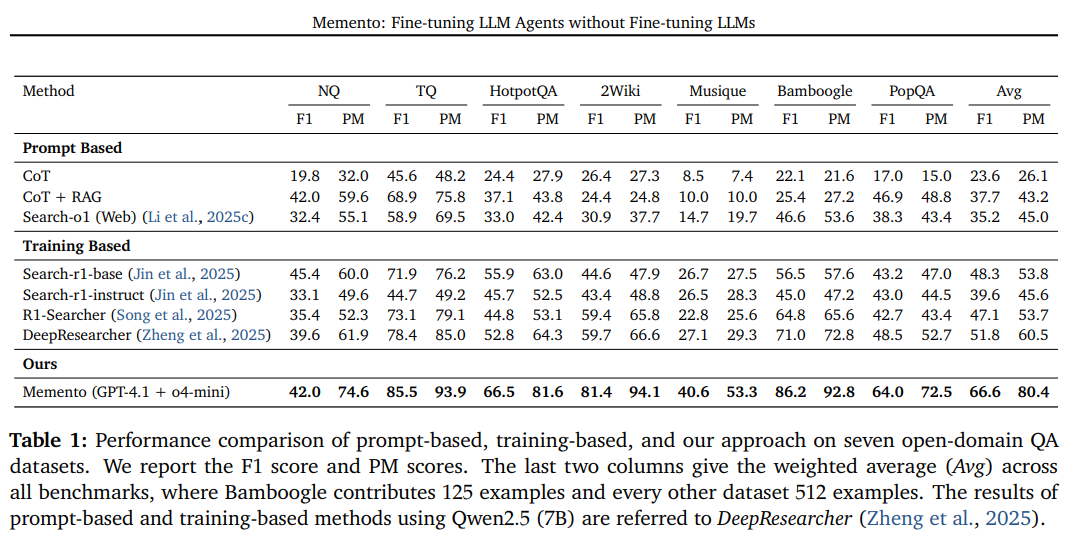 Memento: Fine-tuning LLM Agents without Fine-tuning LLMs
Method NQ TQ HotpotQA 2Wiki Musique Bamboogle PopQA Avg
F1 PM F1 PM F1 PM F1 PM F1 PM F1 PM F1 PM F1 PM
Prompt Based
CoT 19.8 32.0 45.6 48.2 24.4 27.9 26.4 27.3 8.5 7.4 22.1 21.6 17.0 15.0 23.6 26.1
CoT + RAG 42.0 59.6 68.9 75.8 37.1 43.8 24.4 24.8 10.0 10.0 25.4 27.2 46.9 48.8 37.7 43.2
Search-o1 (Web) (Li et al., 2025c) 32.4 55.1 58.9 69.5 33.0 42.4 30.9 37.7 14.7 19.7 46.6 53.6 38.3 43.4 35.2 45.0
Training Based
Search-r1-base (Jin et al., 2025) 45.4 60.0 71.9 76.2 55.9 63.0 44.6 47.9 26.7 27.5 56.5 57.6 43.2 47.0 48.3 53.8
Search-r1-instruct (Jin et al., 2025) 33.1 49.6 44.7 49.2 45.7 52.5 43.4 48.8 26.5 28.3 45.0 47.2 43.0 44.5 39.6 45.6
R1-Searcher (Song et al., 2025) 35.4 52.3 73.1 79.1 44.8 53.1 59.4 65.8 22.8 25.6 64.8 65.6 42.7 43.4 47.1 53.7
DeepResearcher (Zheng et al., 2025) 39.6 61.9 78.4 85.0 52.8 64.3 59.7 66.6 27.1 29.3 71.0 72.8 48.5 52.7 51.8 60.5
Ours
Memento (GPT-4.1 + o4-mini) 42.0 74.6 85.5 93.9 66.5 81.6 81.4 94.1 40.6 53.3 86.2 92.8 64.0 72.5 66.6 80.4
Table 1: Performance comparison of prompt-based, training-based, and our approach on seven open-domain QA
datasets. We report the F1 score and PM scores. The last two columns give the weighted average (Avg) across
all benchmarks, where Bamboogle contributes 125 examples and every other dataset 512 examples. The results of
prompt-based and training-based methods using Qwen2.5 (7B) are referred to DeepResearcher (Zheng et al., 2025).